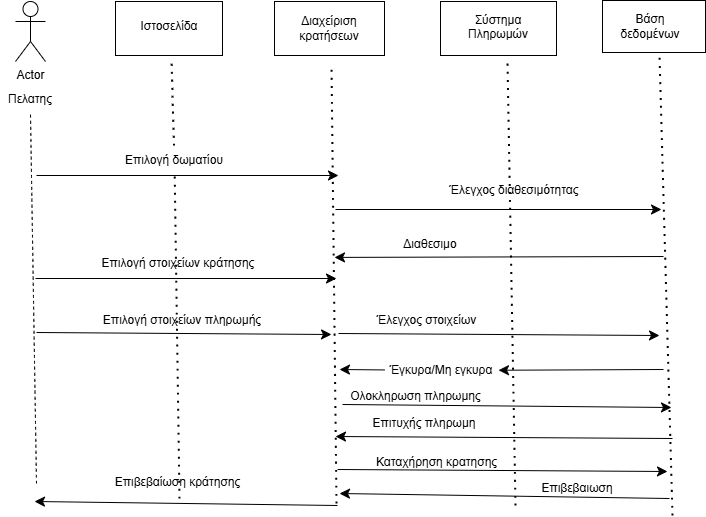 Ιστοσελίδα
Διαχείριση
κρατήσεων
Σύστημα
Πληρωμών
Βάση
δεδομένων
Actor
Πελατης
Επιλογή δωματίου
Έλεγχος διαθεσιμότητας
Διαθεσιμο
Επιλογή στοιχείων κράτησης
Επιλογή στοιχείων πληρωμής
Έλεγχος στοιχείων
Έγκυρα/Μη εγκυρα
Ολοκληρωση πληρωμης
Επιτυχής πληρωμη
Καταχήρηση κρατησης
Επιβεβαίωση κράτησης
Επιβεβαιωση